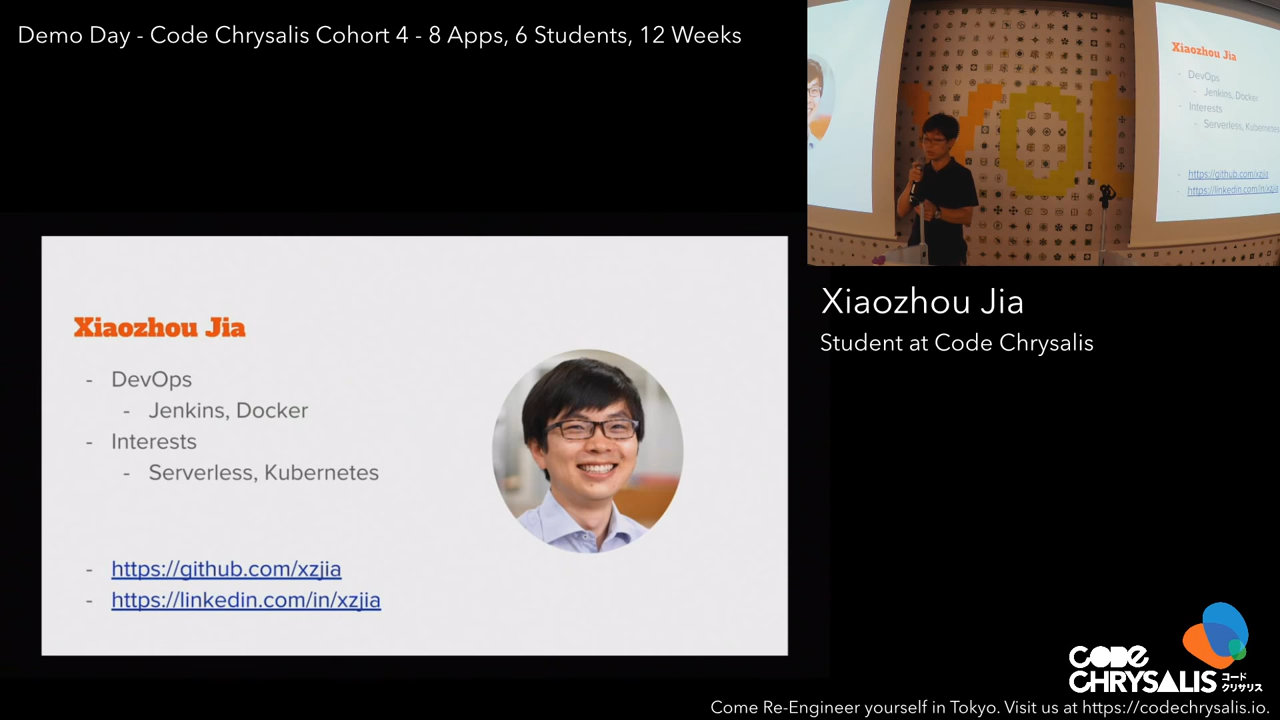 Demo Day - Code Chrysalis Cohort 4 - 8 Apps, 6 Students, 12 Weeks
Xiaozhou Jia
- DevOps
- Jenkins, Docker
- Interests
- Serverless, Kubernetes
- https://github.com/xzjia
- https://linkedin.com/in/xzjia
Xiaozhou Jia
- DevOps
- Jenkins, Docker
- Interests
- Serverless, Kubernetes
- https://github.com/xzjia
- https://linkedin.com/in/xzjia
Xiaozhou Jia
Student at Code Chrysalis
CODE
CHRYSALIS
コード
クリサリス
Come Re-Engineer yourself in Tokyo. Visit us at https://codechrysalis.io.